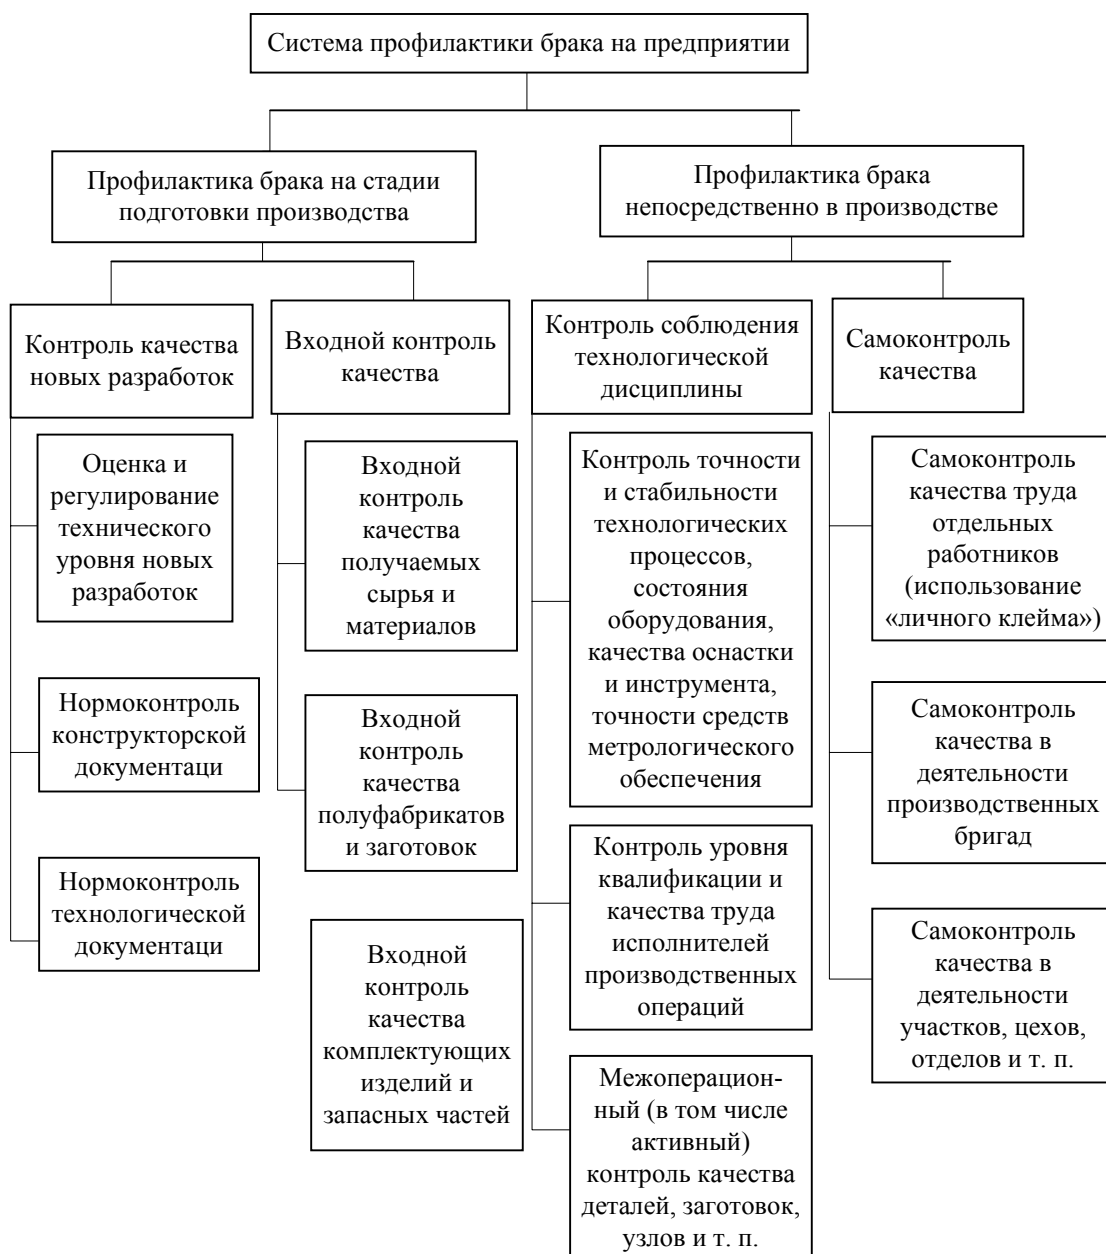 Система профилактики брака на предприятии
Профилактика брака на стадии
подготовки производства
Профилактика брака
непосредственно в производстве
Контроль качества
новых разработок
Входной контроль
качества
Контроль соблюдения
технологической
дисциплины
Самоконтроль
качества
Оценка и
регулирование
технического
уровня новых
разработок
Нормоконтроль
конструкторской
документаци
Нормоконтроль
технологической
документаци
Входной
контроль
качества
получаемых
сырья и
материалов
Входной
контроль
качества
полуфабрикатов
и заготовок
Входной
контроль
качества
комплектующих
изделий и
запасных частей
Контроль точности
и стабильности
технологических
процессов,
состояния
оборудования,
качества оснастки
и инструмента,
точности средств
метрологического
обеспечения
Контроль уровня
квалификации и
качества труда
исполнителей
производственных
операций
Межоперацион-
ный (в том числе
активный)
контроль качества
деталей, заготовок,
узлов и т. п.
Самоконтроль
качества труда
отдельных
работников
(использование
«личного клейма»)
Самоконтроль
качества в
деятельности
производственных
бригад
Самоконтроль
качества в
деятельности
участков, цехов,
отделов и т. п.